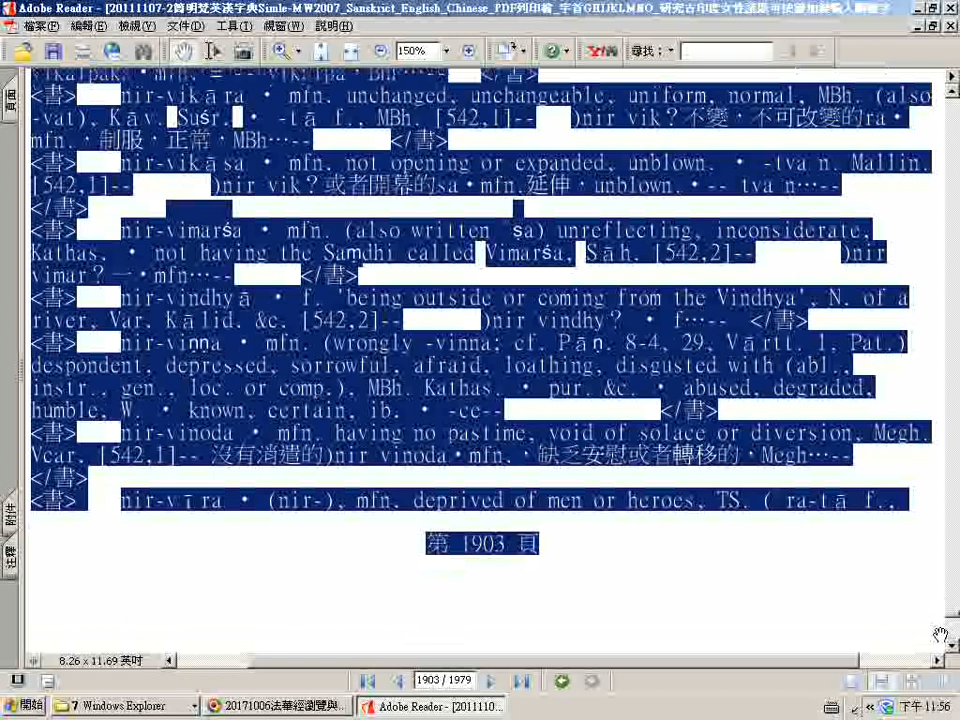 Adobe Reader - [20111107-2簡明梵英漢字典Simle-MW2007_Sanskrict_English_Chinese_PDF列印稿_字首GHIJKLMNO_研究古印度
檔案(F) 編輯(E) 檢視(V) 文件(D) 工具(T) 視窗(W) 說明(H)
150% 尋找:
<書> nir-vikāra • mfn. unchanged, unchangeable, uniform, normal, MBh. (also
-vat), Kāv. Suśr. • -tā f., MBh. [542,1]-- )nir vik？不變，不可改變的ra•
mfn.，制服，正常，MBh…-- </書>
<書> nir-vikāsa • mfn. not opening or expanded, unblown. • -tva n. Mallin.
[542,1]-- )nir vik？或者開幕的sa•mfn.延伸，unblown.•-- tva n…--
</書>
<書> nir-vimarśa • mfn. (also written śa) unreflecting, inconsiderate,
Kathas. • not having the Samdhi called Vimarśa, Sāh. [542,2]-- )nir
vimar？一•mfn…-- </書>
<書> nir-vindhyā • f. 'being outside or coming from the Vindhya', N. of a
river, Var. Kālid. &c. [542,2]-- )nir vindhy？ • f…-- </書>
<書> nir-viṇṇa • mfn. (wrongly -vinna; cf. Pāṇ. 8-4, 29, Vārtt. 1, Pat.)
despondent, depressed, sorrowful, afraid, loathing, disgusted with (abl.,
instr., gen., loc. or comp.), MBh. Kathas. • pur. &c. • abused, degraded,
humble, W. • known, certain, ib. • -ce-- </書>
<書> nir-vinoda • mfn. having no pastime, void of solace or diversion, Megh.
Vcar. [542,1]-- 沒有消遣的)nir vinoda•mfn.，缺乏安慰或者轉移的，Megh…--
</書>
<書> nir-vīra • (nir-), mfn. deprived of men or heroes, TS. ( ra-tā f.,
第 1903 頁
頁面
附件
註釋
8.26 x 11.69 英吋
1903 / 1979
開始 7 Windows Explorer 20171006法華經瀏覽與... Adobe Reader - [2011110... 下午 11:56